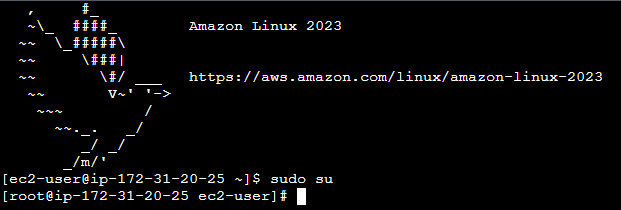 ,     #_
   ~\_  ####_        Amazon Linux 2023
  ~~  \_#####\
  ~~     \###|
  ~~       \#/ ___   https://aws.amazon.com/linux/amazon-linux-2023
   ~~       V~' '->
    ~~~         /
      ~~._.   _/
         _/ _/
       _/m/'
[ec2-user@ip-172-31-20-25 ~]$ sudo su
[root@ip-172-31-20-25 ec2-user]#